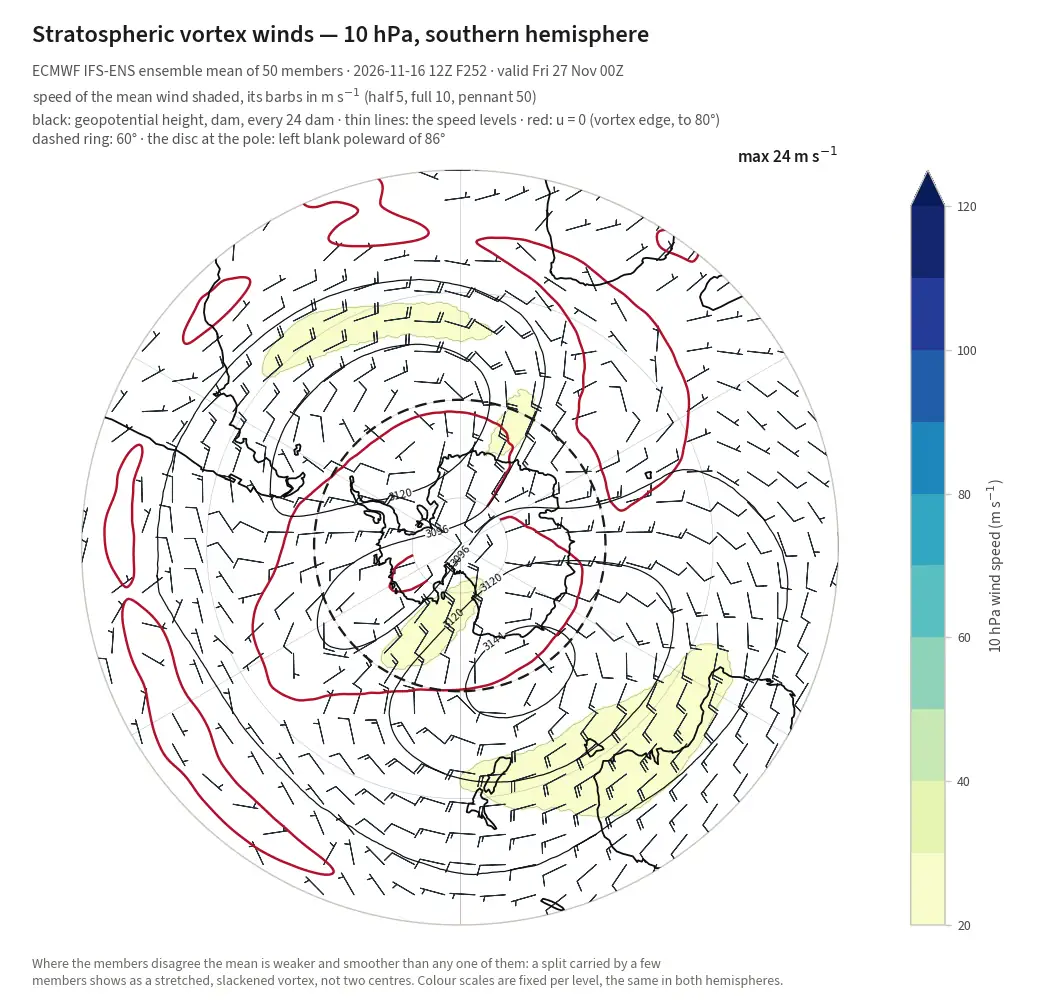 Stratospheric vortex winds — 10 hPa, southern hemisphere
ECMWF IFS-ENS ensemble mean of 50 members · 2026-11-16 12Z F252 · valid Fri 27 Nov 00Z
speed of the mean wind shaded, its barbs in m s⁻¹ (half 5, full 10, pennant 50)
black: geopotential height, dam, every 24 dam · thin lines: the speed levels · red: u = 0 (vortex edge, to 80°)
dashed ring: 60° · the disc at the pole: left blank poleward of 86°
max 24 m s⁻¹
120
100
80
60
40
20
10 hPa wind speed (m s⁻¹)
3120
3096
3096
3120
3120
3144
Where the members disagree the mean is weaker and smoother than any one of them: a split carried by a few
members shows as a stretched, slackened vortex, not two centres. Colour scales are fixed per level, the same in both hemispheres.